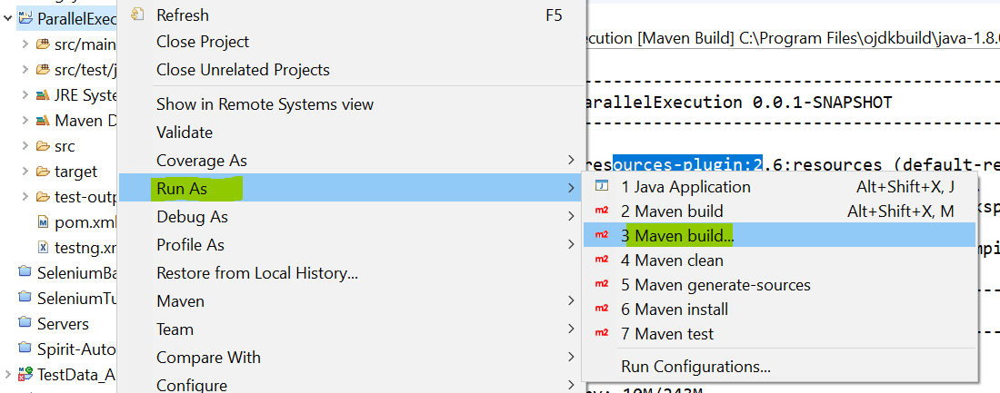 ParallelExecu
src/main
src/test/j
JRE Syste
Maven D
src
target
test-outp
pom.xml
testng.xm
SeleniumBa
SeleniumTu
Servers
Spirit-Auto
TestData_A
Refresh F5
Close Project
Close Unrelated Projects
Show in Remote Systems view
Validate
Coverage As
Run As
Debug As
Profile As
Restore from Local History...
Maven
Team
Compare With
Configure
ecution [Maven Build] C:\Program Files\ojdkbuild\java-1.8.0
arallelExecution 0.0.1-SNAPSHOT
resources-plugin:2.6:resources (default-re
1 Java Application Alt+Shift+X, J
2 Maven build Alt+Shift+X, M
3 Maven build...
4 Maven clean
5 Maven generate-sources
6 Maven install
7 Maven test
Run Configurations...
ksp
mpi
ry: 10M/243M